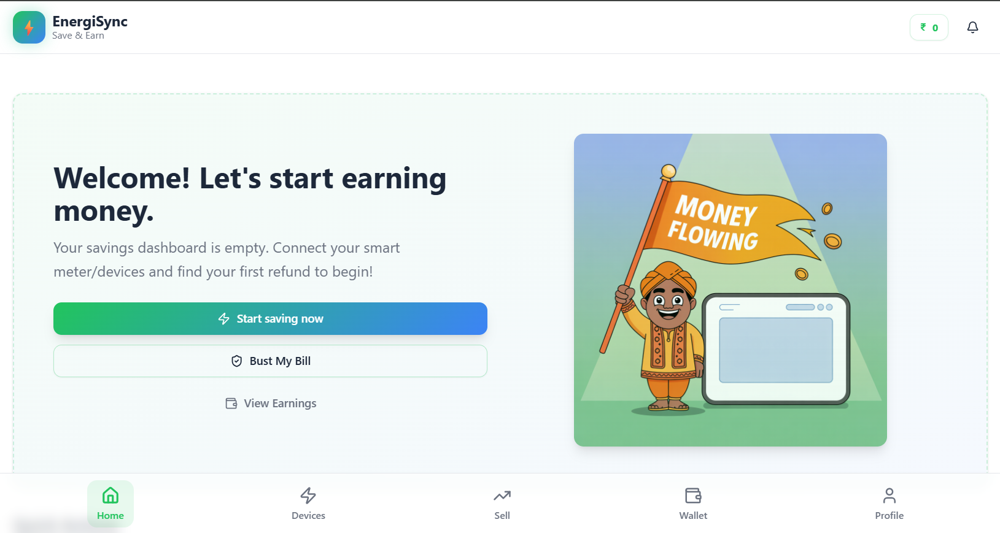 EnergiSync
Save & Earn
₹ 0
Welcome! Let's start earning
money.
Your savings dashboard is empty. Connect your smart
meter/devices and find your first refund to begin!
Start saving now
Bust My Bill
View Earnings
MONEY
FLOWING
Home
Devices
Sell
Wallet
Profile